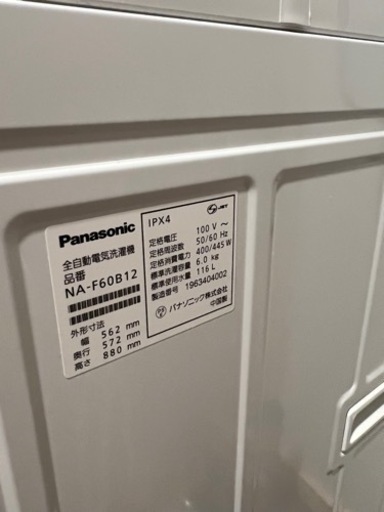 Panasonic
全自動電気洗濯機
品番
NA-F60B12
外形寸法
幅 562 mm
奥行 572 mm
高さ 880 mm
IPX4
JET
定格電圧 100 V ～
定格周波数 50/60 Hz
定格消費電力 400/445 W
標準洗濯容量 6.0 kg
標準使用水量 116 L
製造番号 1963404002
パナソニック株式会社
中国製